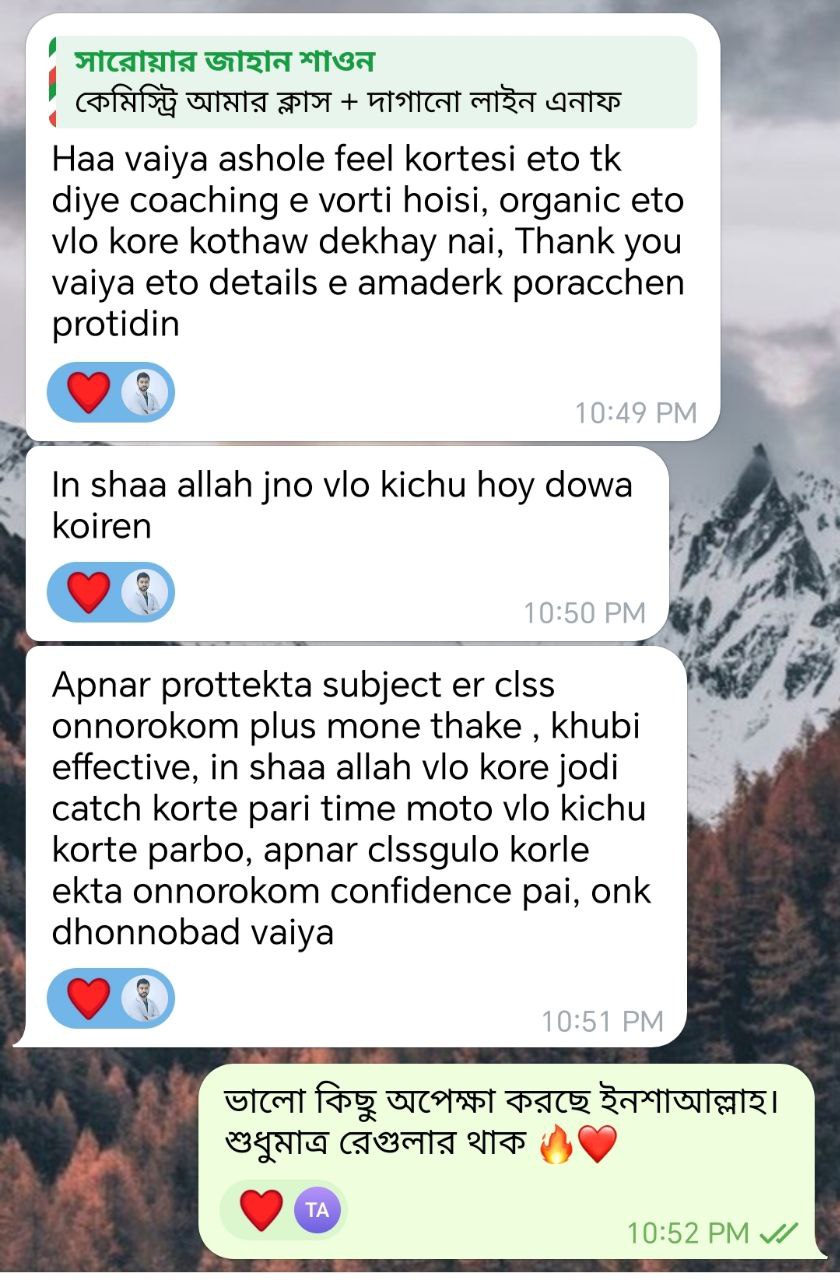 সারোয়ার জাহান শাওন
কেমিস্ট্রি আমার ক্লাস + দাগানো লাইন এনাফ
Haa vaiya ashole feel kortesi eto tk
diye coaching e vorti hoisi, organic eto
vlo kore kothaw dekhay nai, Thank you
vaiya eto details e amaderk poracchen
protidin
10:49 PM
In shaa allah jno vlo kichu hoy dowa
koiren
10:50 PM
Apnar prottekta subject er clss
onnorokom plus mone thake , khubi
effective, in shaa allah vlo kore jodi
catch korte pari time moto vlo kichu
korte parbo, apnar clssgulo korle
ekta onnorokom confidence pai, onk
dhonnobad vaiya
10:51 PM
ভালো কিছু অপেক্ষা করছে ইনশাআল্লাহ।
শুধুমাত্র রেগুলার থাক 🔥❤️
TA
10:52 PM